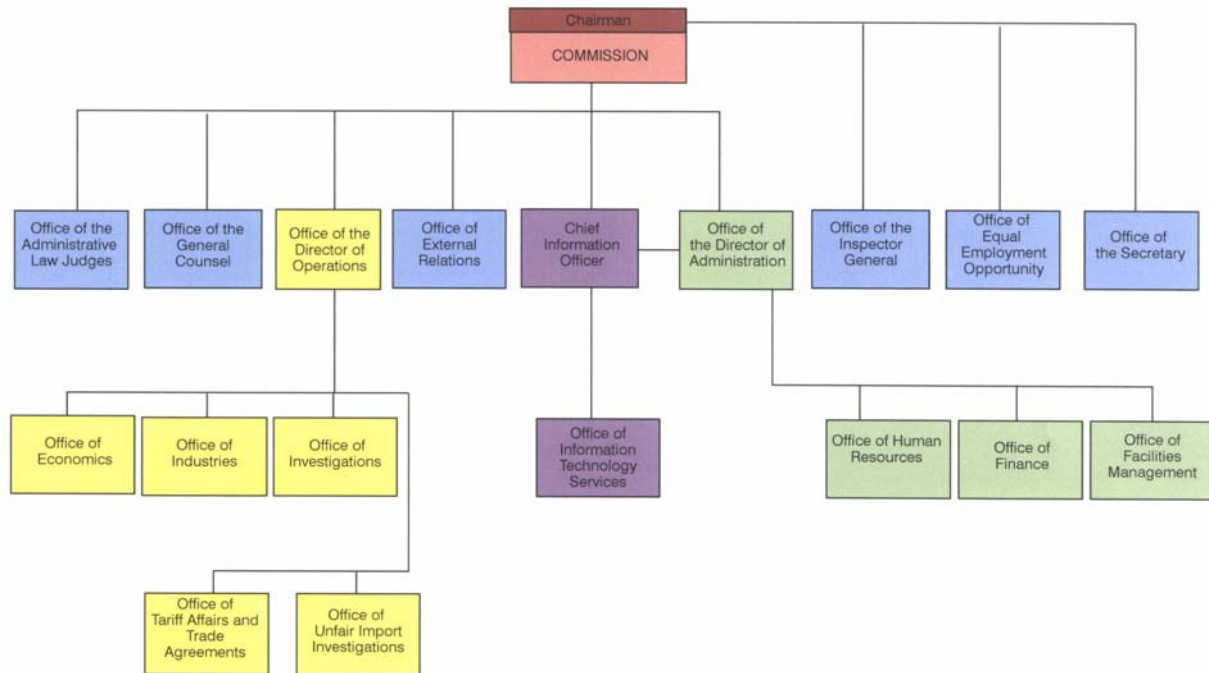 Chairman
COMMISSION
Office of the
Administrative
Law Judges
Office of the
General
Counsel
Office of the
Director of
Operations
Office of
External
Relations
Chief
Information
Officer
Office of
the Director of
Administration
Office of the
Inspector
General
Office of
Equal
Employment
Opportunity
Office of
the Secretary
Office of
Economics
Office of
Industries
Office of
Investigations
Office of
Information
Technology
Services
Office of Human
Resources
Office of
Finance
Office of
Facilities
Management
Office of
Tariff Affairs and
Trade
Agreements
Office of
Unfair Import
Investigations